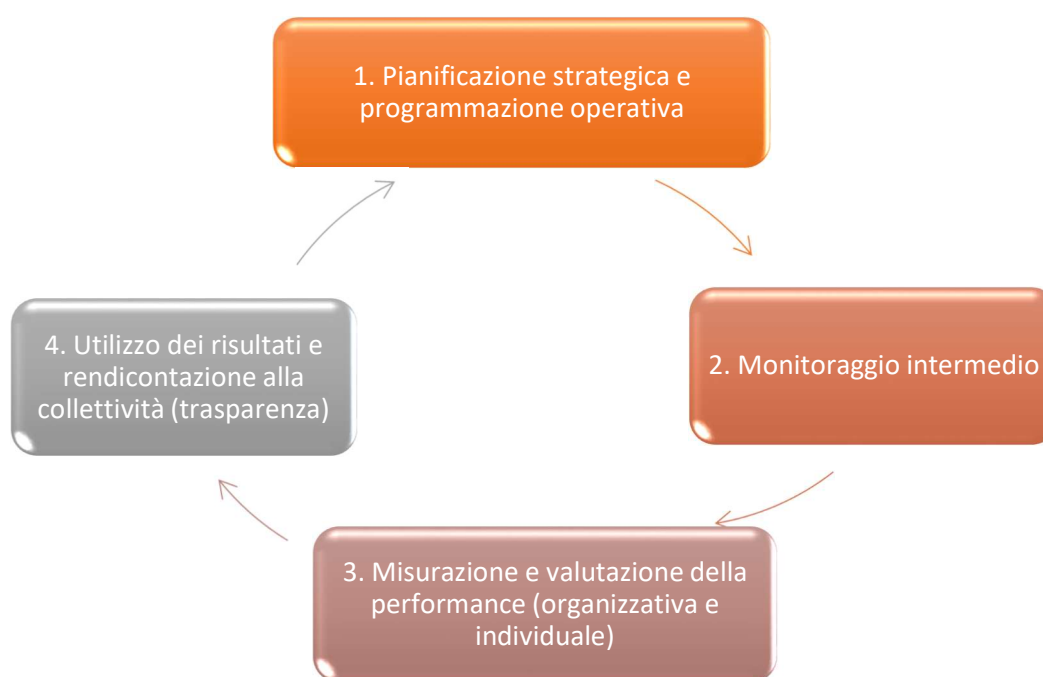 1. Pianificazione strategica e
programmazione operativa
2. Monitoraggio intermedio
3. Misurazione e valutazione della
performance (organizzativa e
individuale)
4. Utilizzo dei risultati e
rendicontazione alla
collettività (trasparenza)